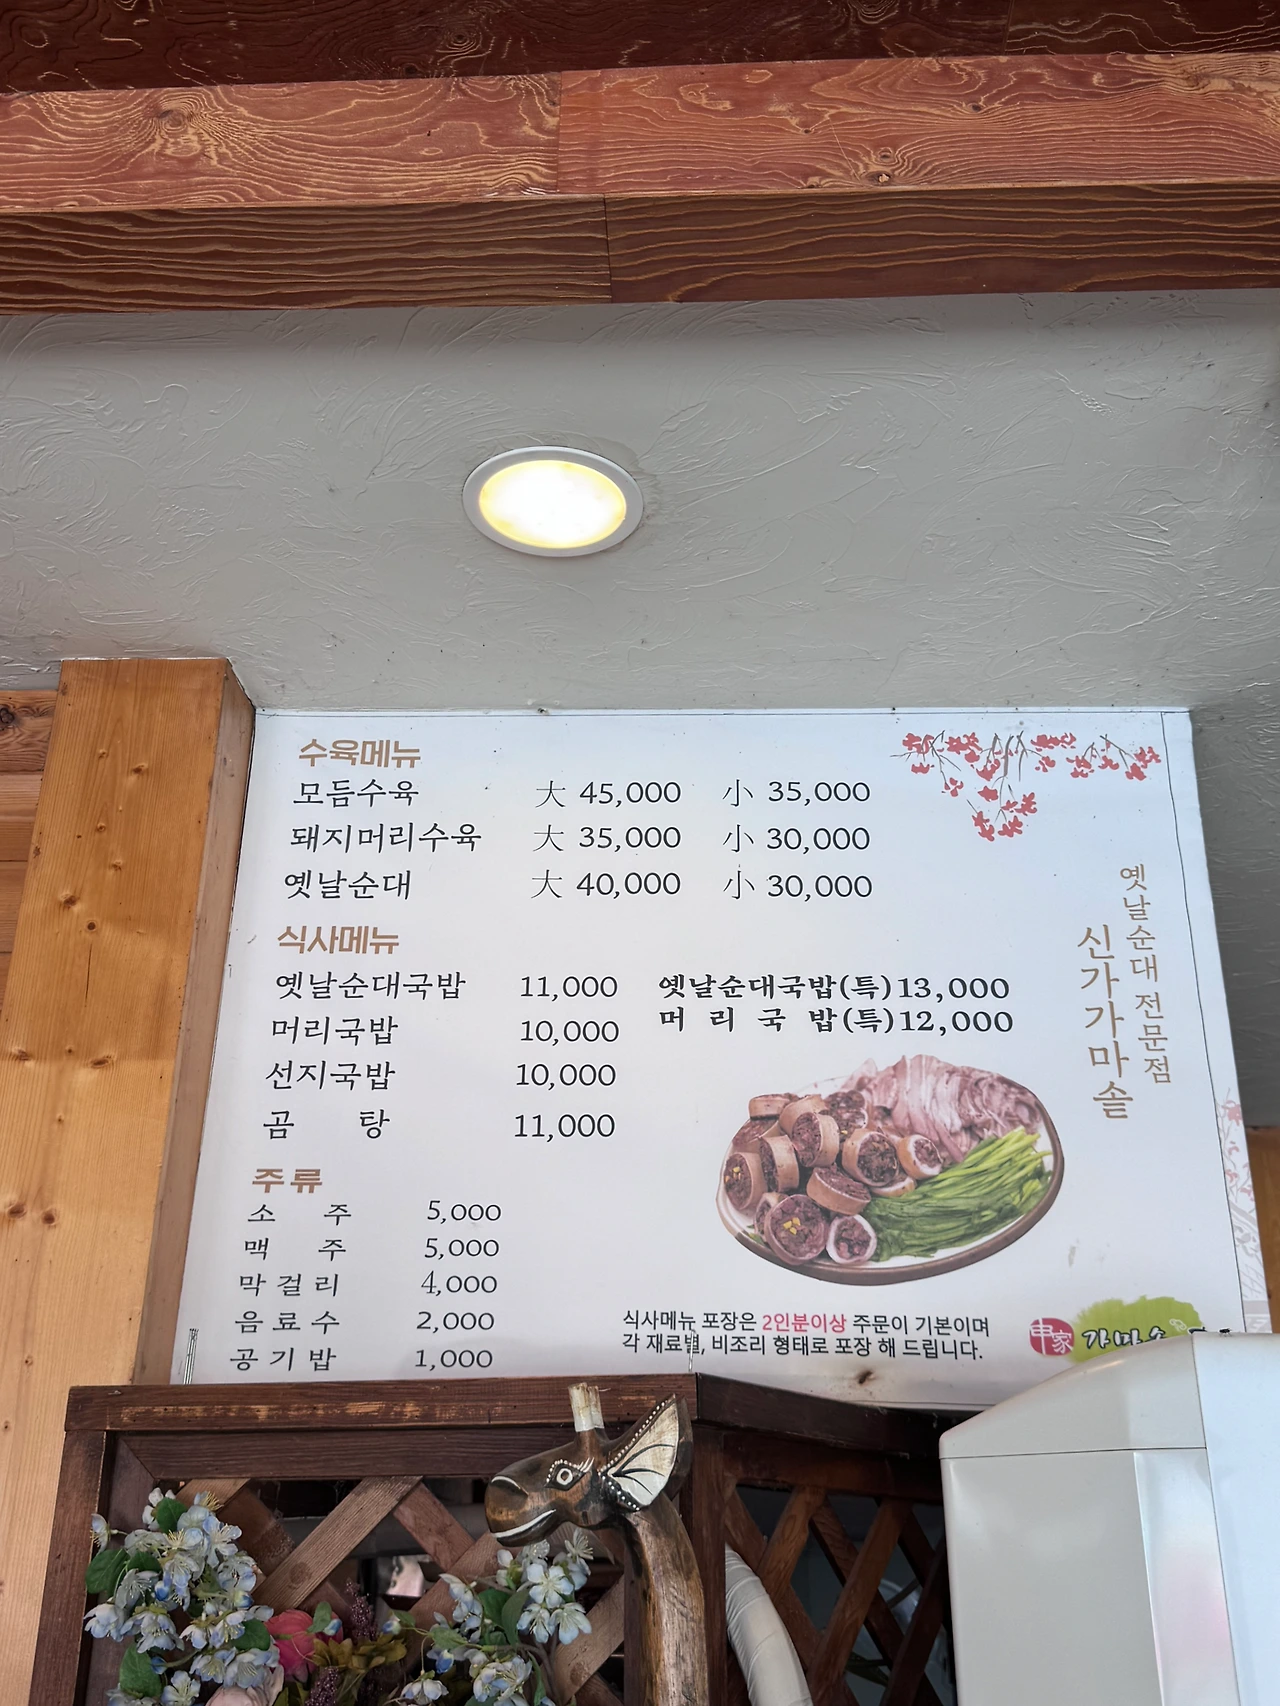 수육메뉴
모듬수육 大 45,000 小 35,000
돼지머리수육 大 35,000 小 30,000
옛날순대 大 40,000 小 30,000
식사메뉴
옛날순대국밥 11,000 옛날순대국밥(특) 13,000
머리국밥 10,000 머 리 국 밥(특) 12,000
선지국밥 10,000
곰 탕 11,000
주류
소 주 5,000
맥 주 5,000
막걸리 4,000
음료수 2,000
공기밥 1,000
옛날순대 전문점
신가가마솥
식사메뉴 포장은 2인분이상 주문이 기본이며
각 재료별, 비조리 형태로 포장 해 드립니다.
申家